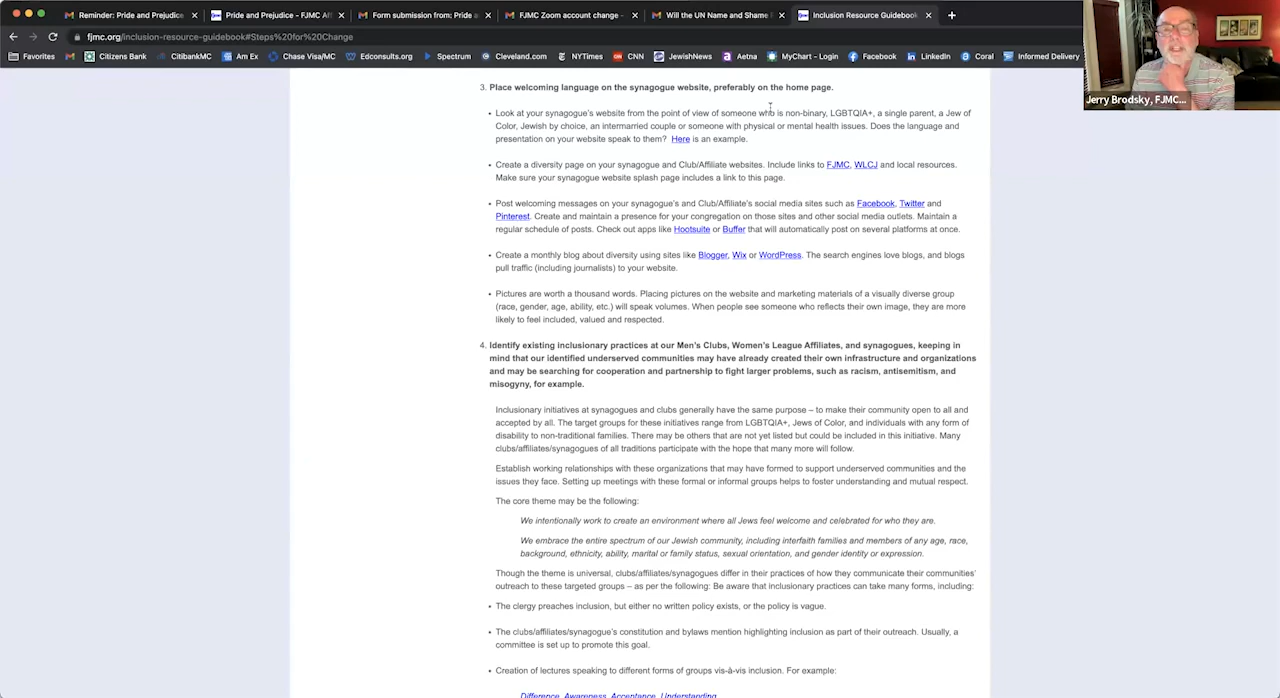 Reminder: Pride and Prejudice
Pride and Prejudice - FJMC Af
Form submission from: Pride a
FJMC Zoom account change -
Will the UN Name and Shame
Inclusion Resource Guidebook
fjmc.org/inclusion-resource-guidebook#Steps%20for%20Change
Favorites
Citizens Bank
CitibankMC
Am Ex
Chase Visa/MC
Edconsults.org
Spectrum
Cleveland.com
NYTimes
CNN
JewishNews
Aetna
MyChart - Login
Facebook
LinkedIn
Coral
Informed Delivery
Jerry Brodsky, FJMC...
3. Place welcoming language on the synagogue website, preferably on the home page.
• Look at your synagogue's website from the point of view of someone who is non-binary, LGBTQIA+, a single parent, a Jew of
Color, Jewish by choice, an intermarried couple or someone with physical or mental health issues. Does the language and
presentation on your website speak to them? Here is an example.
• Create a diversity page on your synagogue and Club/Affiliate websites. Include links to FJMC, WLCJ and local resources.
Make sure your synagogue website splash page includes a link to this page.
• Post welcoming messages on your synagogue's and Club/Affiliate's social media sites such as Facebook, Twitter and
Pinterest. Create and maintain a presence for your congregation on those sites and other social media outlets. Maintain a
regular schedule of posts. Check out apps like Hootsuite or Buffer that will automatically post on several platforms at once.
• Create a monthly blog about diversity using sites like Blogger, Wix or WordPress. The search engines love blogs, and blogs
pull traffic (including journalists) to your website.
• Pictures are worth a thousand words. Placing pictures on the website and marketing materials of a visually diverse group
(race, gender, age, ability, etc.) will speak volumes. When people see someone who reflects their own image, they are more
likely to feel included, valued and respected.
4. Identify existing inclusionary practices at our Men's Clubs, Women's League Affiliates, and synagogues, keeping in
mind that our identified underserved communities may have already created their own infrastructure and organizations
and may be searching for cooperation and partnership to fight larger problems, such as racism, antisemitism, and
misogyny, for example.
Inclusionary initiatives at synagogues and clubs generally have the same purpose – to make their community open to all and
accepted by all. The target groups for these initiatives range from LGBTQIA+, Jews of Color, and individuals with any form of
disability to non-traditional families. There may be others that are not yet listed but could be included in this initiative. Many
clubs/affiliates/synagogues of all traditions participate with the hope that many more will follow.
Establish working relationships with these organizations that may have formed to support underserved communities and the
issues they face. Setting up meetings with these formal or informal groups helps to foster understanding and mutual respect.
The core theme may be the following:
We intentionally work to create an environment where all Jews feel welcome and celebrated for who they are.
We embrace the entire spectrum of our Jewish community, including interfaith families and members of any age, race,
background, ethnicity, ability, marital or family status, sexual orientation, and gender identity or expression.
Though the theme is universal, clubs/affiliates/synagogues differ in their practices of how they communicate their communities'
outreach to these targeted groups – as per the following: Be aware that inclusionary practices can take many forms, including:
• The clergy preaches inclusion, but either no written policy exists, or the policy is vague.
• The clubs/affiliates/synagogue's constitution and bylaws mention highlighting inclusion as part of their outreach. Usually, a
committee is set up to promote this goal.
• Creation of lectures speaking to different forms of groups vis-à-vis inclusion. For example:
Difference, Awareness, Acceptance, Understanding